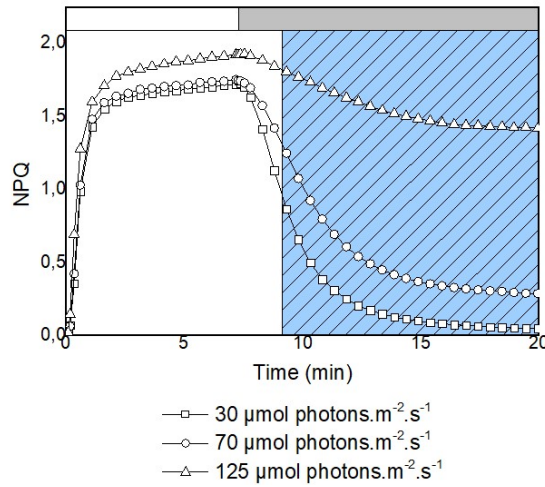 2.0
1.5
1,0
0.5
0,0
NPQ
0 5 10 15 20
Time (min)
30 µmol photons.m⁻².s⁻¹
70 µmol photons.m⁻².s⁻¹
125 µmol photons.m⁻².s⁻¹